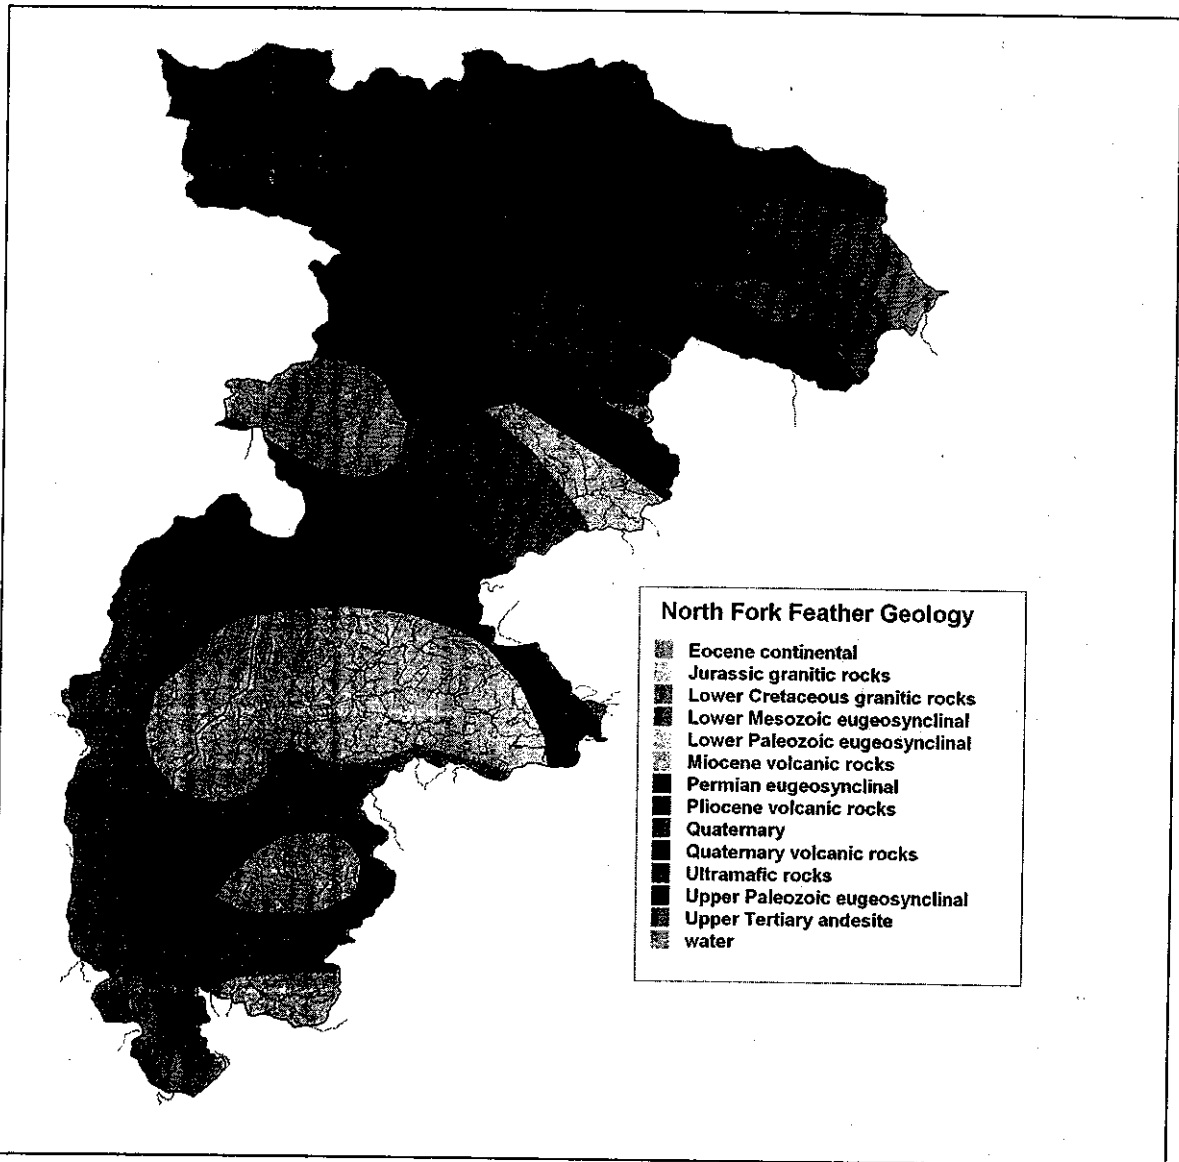 North Fork Feather Geology
Eocene continental
Jurassic granitic rocks
Lower Cretaceous granitic rocks
Lower Mesozoic eugeosynclinal
Lower Paleozoic eugeosynclinal
Miocene volcanic rocks
Permian eugeosynclinal
Pliocene volcanic rocks
Quaternary
Quaternary volcanic rocks
Ultramafic rocks
Upper Paleozoic eugeosynclinal
Upper Tertiary andesite
water